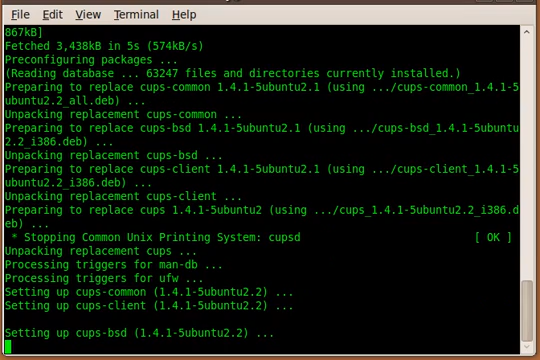 File Edit View Terminal Help
867kB]
Fetched 3,438kB in 5s (574kB/s)
Preconfiguring packages ...
(Reading database ... 63247 files and directories currently installed.)
Preparing to replace cups-common 1.4.1-5ubuntu2.1 (using .../cups-common_1.4.1-5
ubuntu2.2_all.deb) ...
Unpacking replacement cups-common ...
Preparing to replace cups-bsd 1.4.1-5ubuntu2.1 (using .../cups-bsd_1.4.1-5ubuntu
2.2_i386.deb) ...
Unpacking replacement cups-bsd ...
Preparing to replace cups-client 1.4.1-5ubuntu2.1 (using .../cups-client_1.4.1-5
ubuntu2.2_i386.deb) ...
Unpacking replacement cups-client ...
Preparing to replace cups 1.4.1-5ubuntu2 (using .../cups_1.4.1-5ubuntu2.2_i386.d
eb) ...
* Stopping Common Unix Printing System: cupsd [ OK ]
Unpacking replacement cups ...
Processing triggers for man-db ...
Processing triggers for ufw ...
Setting up cups-common (1.4.1-5ubuntu2.2) ...
Setting up cups-client (1.4.1-5ubuntu2.2) ...
Setting up cups-bsd (1.4.1-5ubuntu2.2) ...